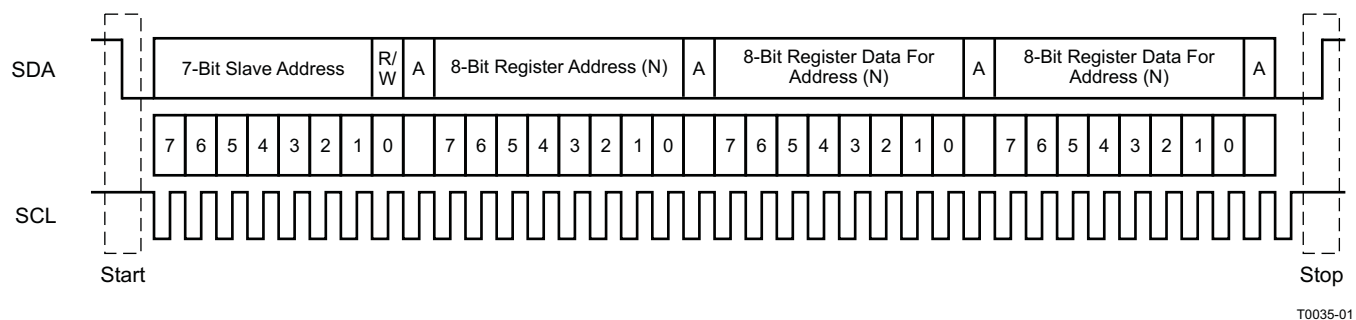 SDA
7-Bit Slave Address
R/
W
A
8-Bit Register Address (N)
A
8-Bit Register Data For
Address (N)
A
8-Bit Register Data For
Address (N)
A
7 6 5 4 3 2 1 0 7 6 5 4 3 2 1 0 7 6 5 4 3 2 1 0 7 6 5 4 3 2 1 0
SCL
Start
Stop
T0035-01